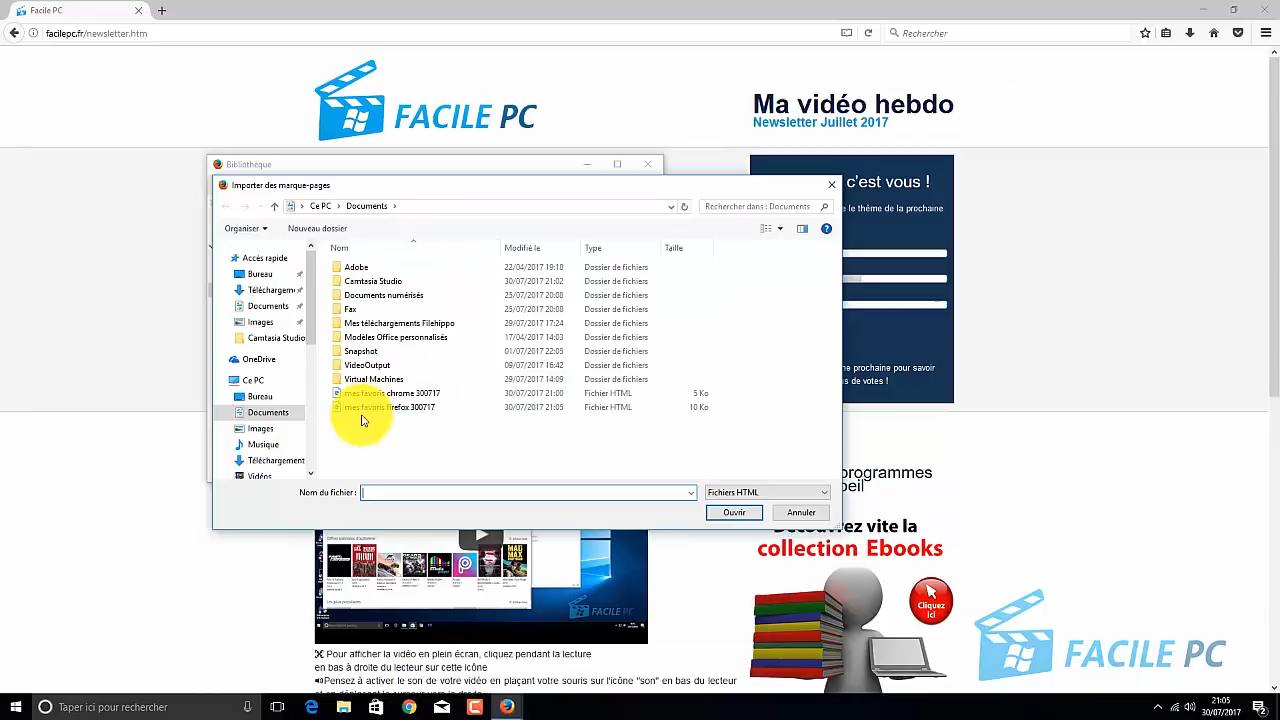 Facile PC
facilepc.fr/newsletter.htm
Rechercher
FACILE PC
Ma vidéo hebdo
Newsletter Juillet 2017
Bibliothèque
Importer des marque-pages
c'est vous !
Ce PC
Documents
Rechercher dans : Documents
e le thème de la prochaine
Organiser
Nouveau dossier
Nom
Modifié le
Type
Taille
Accès rapide
Bureau
Téléchargem
Documents
Images
Camtasia Studio
OneDrive
Ce PC
Bureau
Documents
Images
Musique
Téléchargement
Vidéos
Adobe 22/04/2017 19:18 Dossier de fichiers
Camtasia Studio 30/07/2017 21:02 Dossier de fichiers
Documents numérisés 25/07/2017 20:08 Dossier de fichiers
Fax 25/07/2017 20:08 Dossier de fichiers
Mes téléchargements Filehippo 29/07/2017 17:24 Dossier de fichiers
Modèles Office personnalisés 17/04/2017 14:03 Dossier de fichiers
Snapshot 01/07/2017 22:05 Dossier de fichiers
VideoOutput 09/07/2017 16:42 Dossier de fichiers
Virtual Machines 29/07/2017 14:09 Dossier de fichiers
mes favoris chrome 300717 30/07/2017 21:00 Fichier HTML 5 Ko
mes favoris firefox 300717 30/07/2017 21:05 Fichier HTML 10 Ko
e prochaine pour savoir
us de votes !
Nom du fichier :
Fichiers HTML
Ouvrir
Annuler
programmes
oeil
Découvrez vite la
collection Ebooks
Cliquez
ici
FACILE PC
FACILE PC
Pour afficher la vidéo en plein écran, cliquez pendant la lecture
en bas à droite du lecteur sur cette icône
Pensez à activer le son de votre vidéo en plaçant votre souris sur l'icône "son" en bas du lecteur
Taper ici pour rechercher
21:05
30/07/2017
2